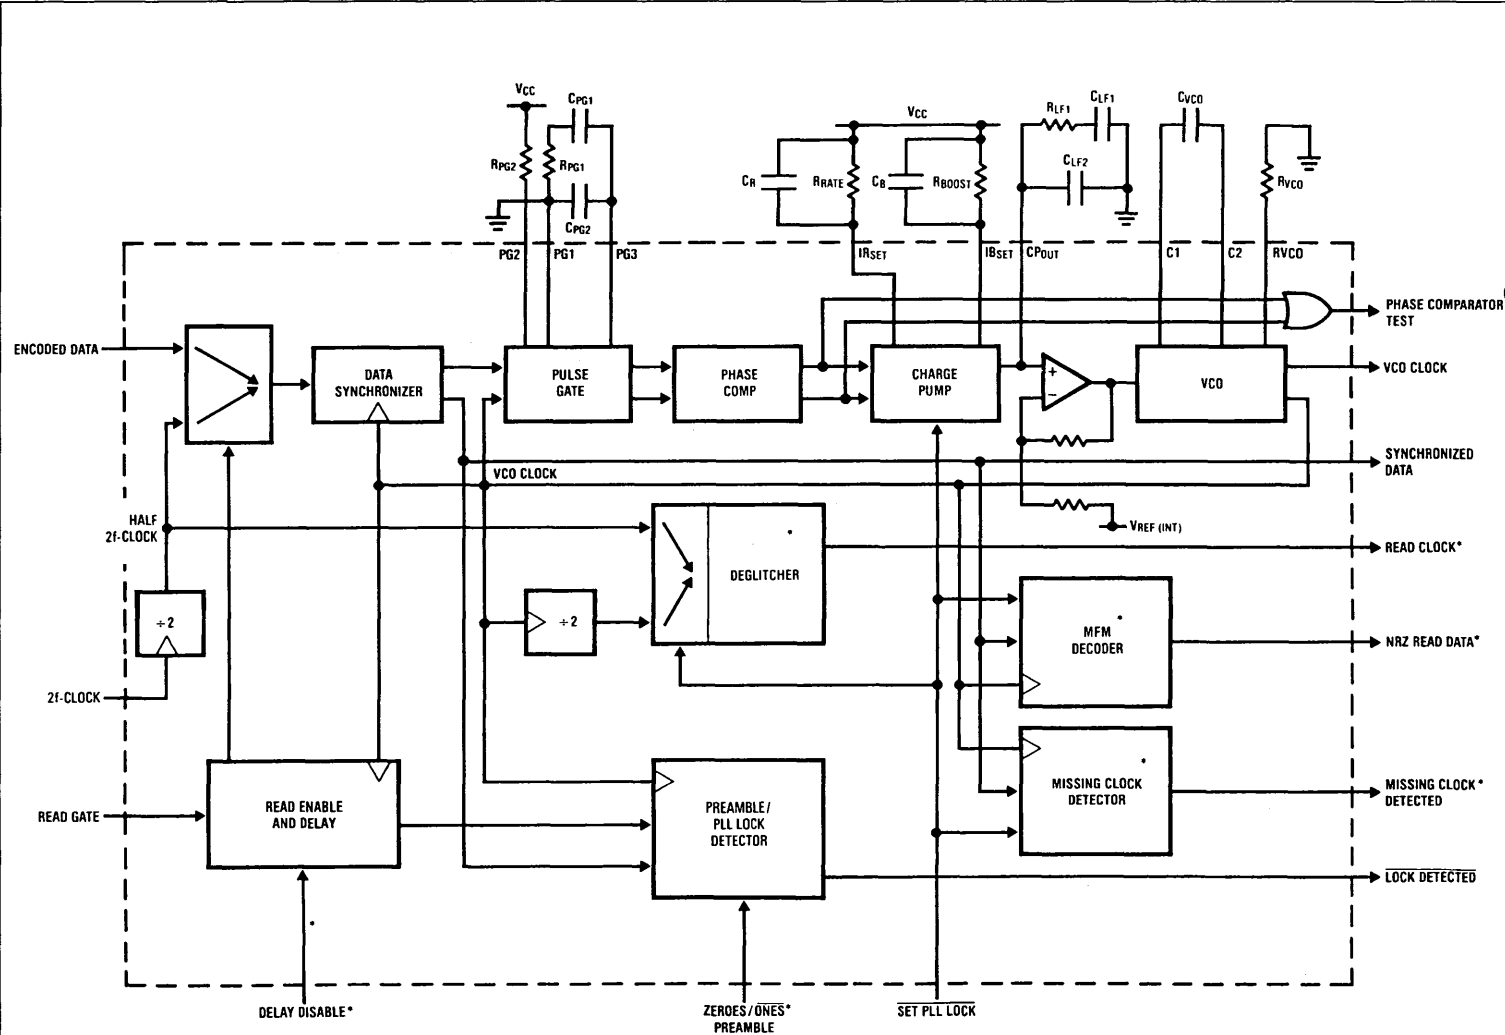 VCC
CPG1
RPG2
RPG1
CPG2
VCC
CR
RRATE
CB
RBOOST
RLF1
CLF1
CLF2
CVCO
RVCO
PG2
PG1
PG3
IRSET
IBSET
CPOUT
C1
C2
RVCO
ENCODED DATA
DATA
SYNCHRONIZER
PULSE
GATE
PHASE
COMP
CHARGE
PUMP
+
−
VCO
PHASE COMPARATOR
TEST
VCO CLOCK
SYNCHRONIZED
DATA
VCO CLOCK
HALF
2f-CLOCK
VREF (INT)
*
DEGLITCHER
READ CLOCK*
÷2
÷2
*
MFM
DECODER
NRZ READ DATA*
2f-CLOCK
READ GATE
READ ENABLE
AND DELAY
PREAMBLE/
PLL LOCK
DETECTOR
*
MISSING CLOCK
DETECTOR
MISSING CLOCK*
DETECTED
LOCK DETECTED
*
DELAY DISABLE*
ZEROES/ONES*
PREAMBLE
SET PLL LOCK